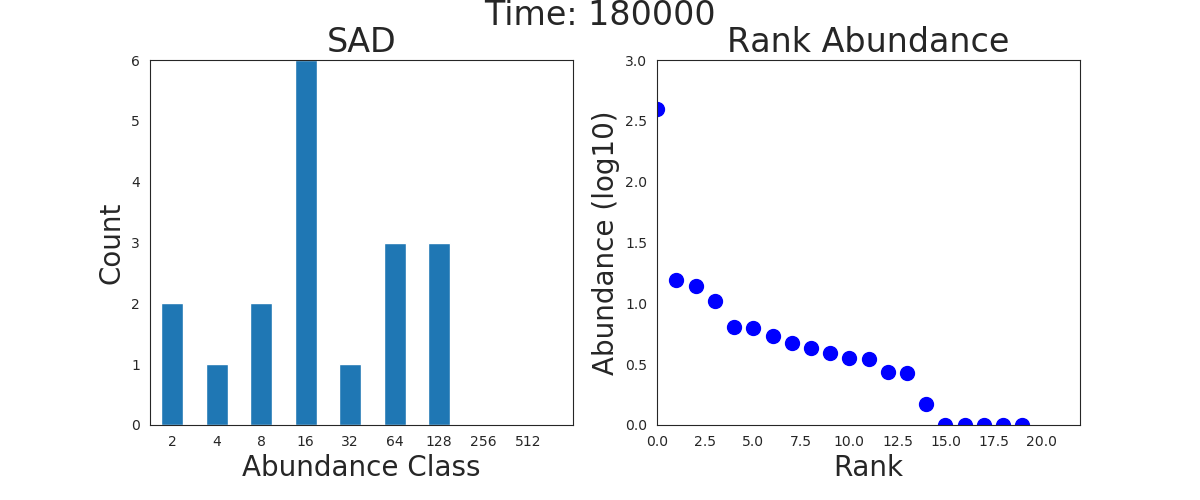 Time: 180000
SAD
Count
6
5
4
3
2
1
0
2 4 8 16 32 64 128 256 512
Abundance Class
Rank Abundance
Abundance (log10)
3.0
2.5
2.0
1.5
1.0
0.5
0.0
0.0 2.5 5.0 7.5 10.0 12.5 15.0 17.5 20.0
Rank